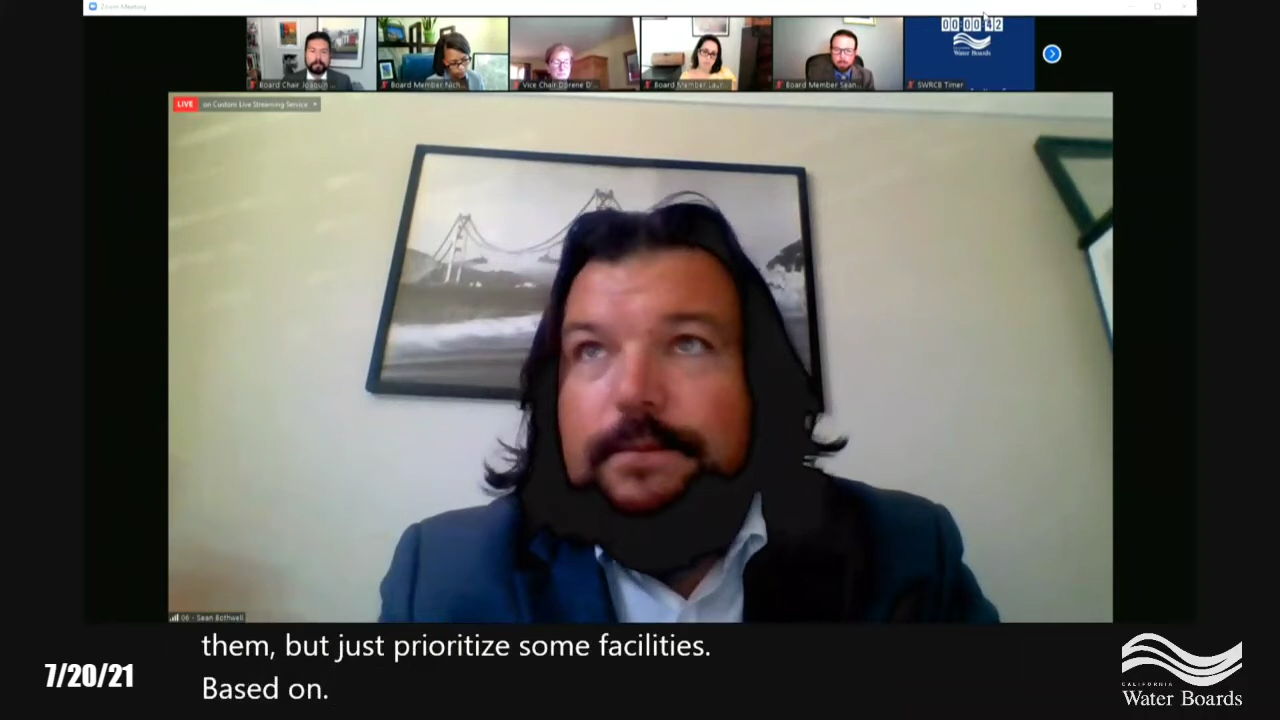 Zoom Meeting
00:00:42
Water Boards
Board Chair Joaquin ...
Board Member Nich...
Vice Chair Dorene D'...
Board Member Laur...
Board Member Sean...
SWRCB Timer
LIVE on Custom Live Streaming Service
06 - Sean Bothwell
them, but just prioritize some facilities.
Based on.
7/20/21
CALIFORNIA
Water Boards